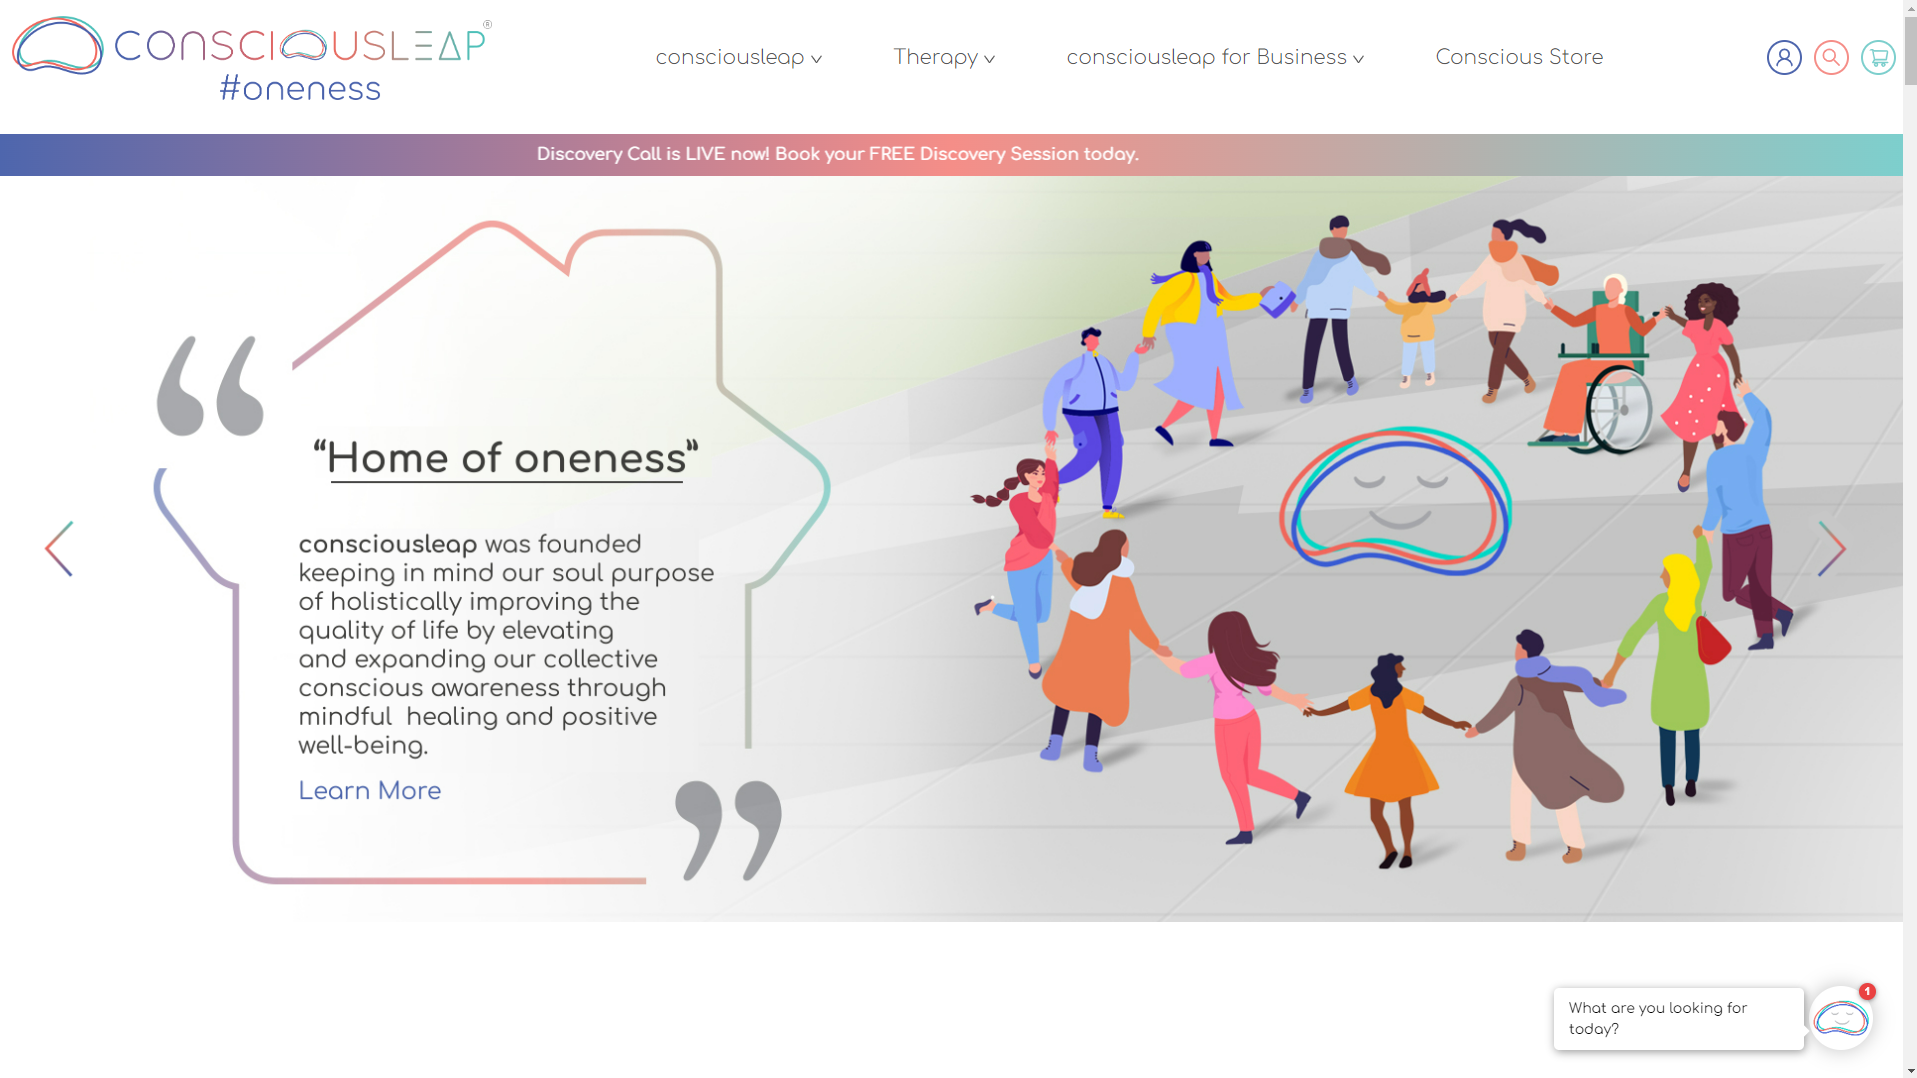 CONSCIOUSLEAP®
#oneness
consciousleap
Therapy
consciousleap for Business
Conscious Store
Discovery Call is LIVE now! Book your FREE Discovery Session today.
“Home of oneness”
consciousleap was founded
keeping in mind our soul purpose
of holistically improving the
quality of life by elevating
and expanding our collective
conscious awareness through
mindful healing and positive
well-being.
Learn More
1
What are you looking for
today?